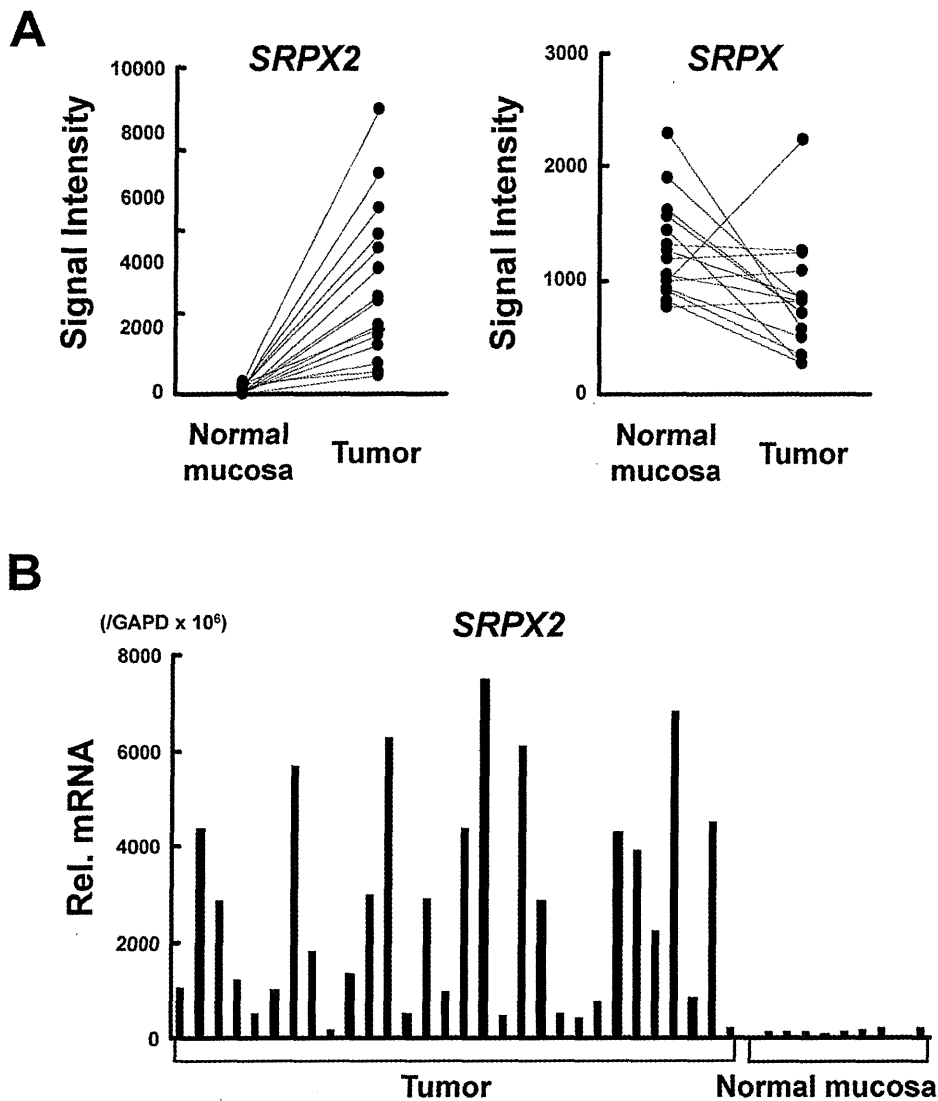 A
SRPX2
SRPX
Signal Intensity
10000
8000
6000
4000
2000
0
Normal
mucosa
Tumor
Signal Intensity
3000
2000
1000
0
Normal
mucosa
Tumor
B
(/GAPD x 10⁶)
SRPX2
Rel. mRNA
8000
6000
4000
2000
0
Tumor
Normal mucosa